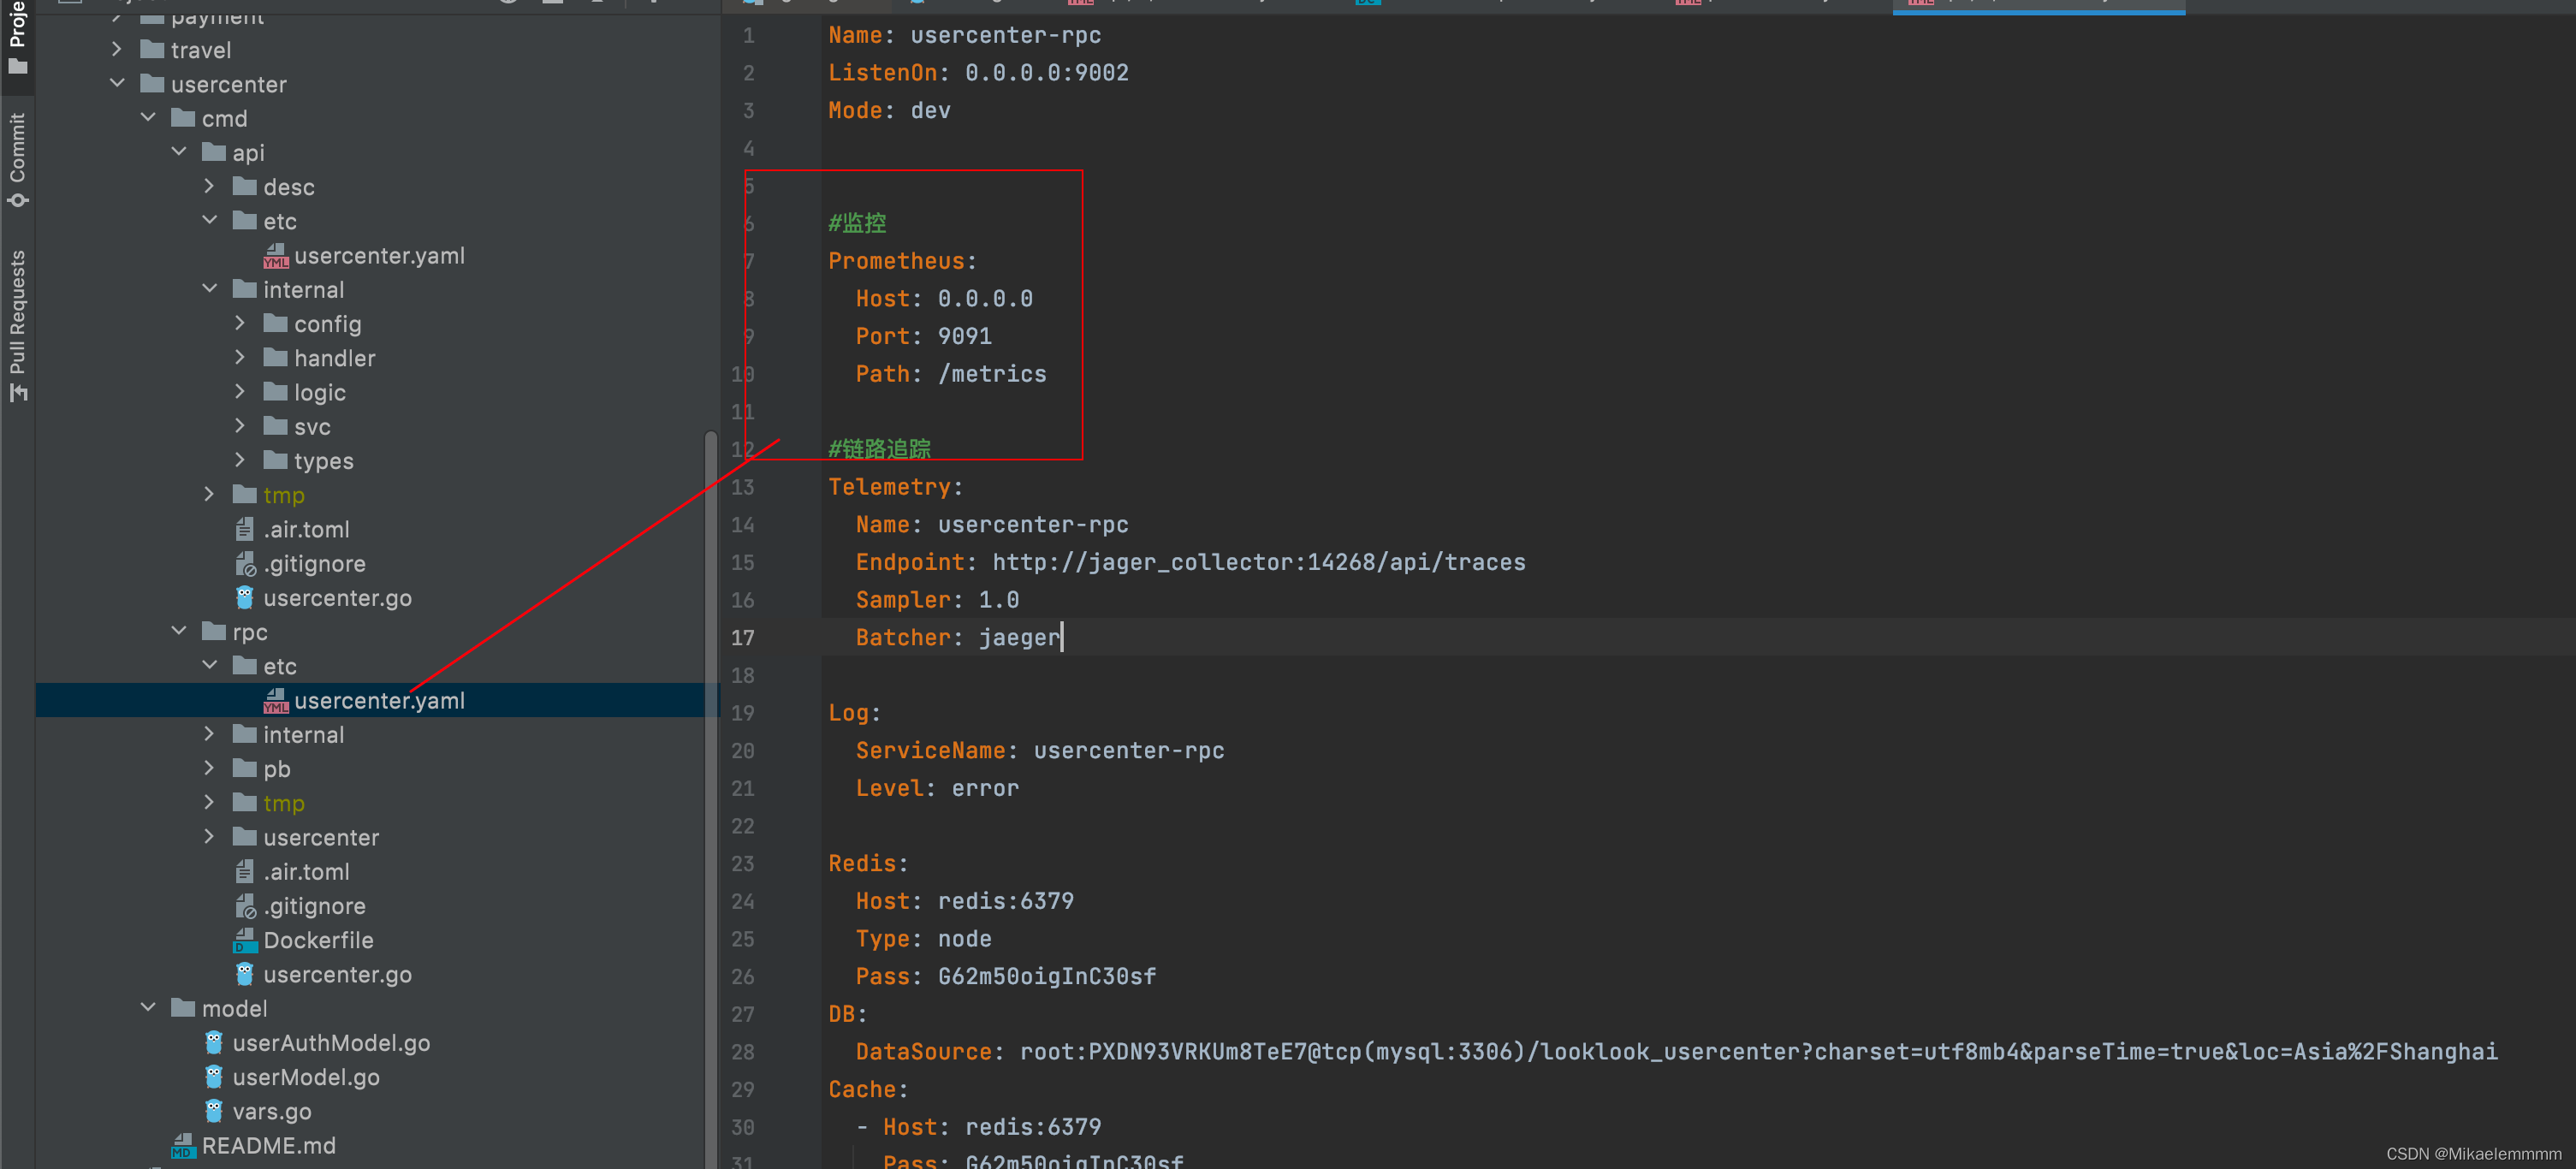 Proje
Commit
Pull Requests
payment
travel
usercenter
cmd
api
desc
etc
usercenter.yaml
internal
config
handler
logic
svc
types
tmp
.air.toml
.gitignore
usercenter.go
rpc
etc
usercenter.yaml
internal
pb
tmp
usercenter
.air.toml
.gitignore
Dockerfile
usercenter.go
model
userAuthModel.go
userModel.go
vars.go
README.md
1 Name: usercenter-rpc
2 ListenOn: 0.0.0.0:9002
3 Mode: dev
4
5
6 #监控
7 Prometheus:
8 Host: 0.0.0.0
9 Port: 9091
10 Path: /metrics
11
12 #链路追踪
13 Telemetry:
14 Name: usercenter-rpc
15 Endpoint: http://jager_collector:14268/api/traces
16 Sampler: 1.0
17 Batcher: jaeger
18
19 Log:
20 ServiceName: usercenter-rpc
21 Level: error
22
23 Redis:
24 Host: redis:6379
25 Type: node
26 Pass: G62m50oigInC30sf
27 DB:
28 DataSource: root:PXDN93VRKUm8TeE7@tcp(mysql:3306)/looklook_usercenter?charset=utf8mb4&parseTime=true&loc=Asia%2FShanghai
29 Cache:
30 - Host: redis:6379
31 Pass: G62m50oigInC30sf
CSDN @Mikaelemmmm